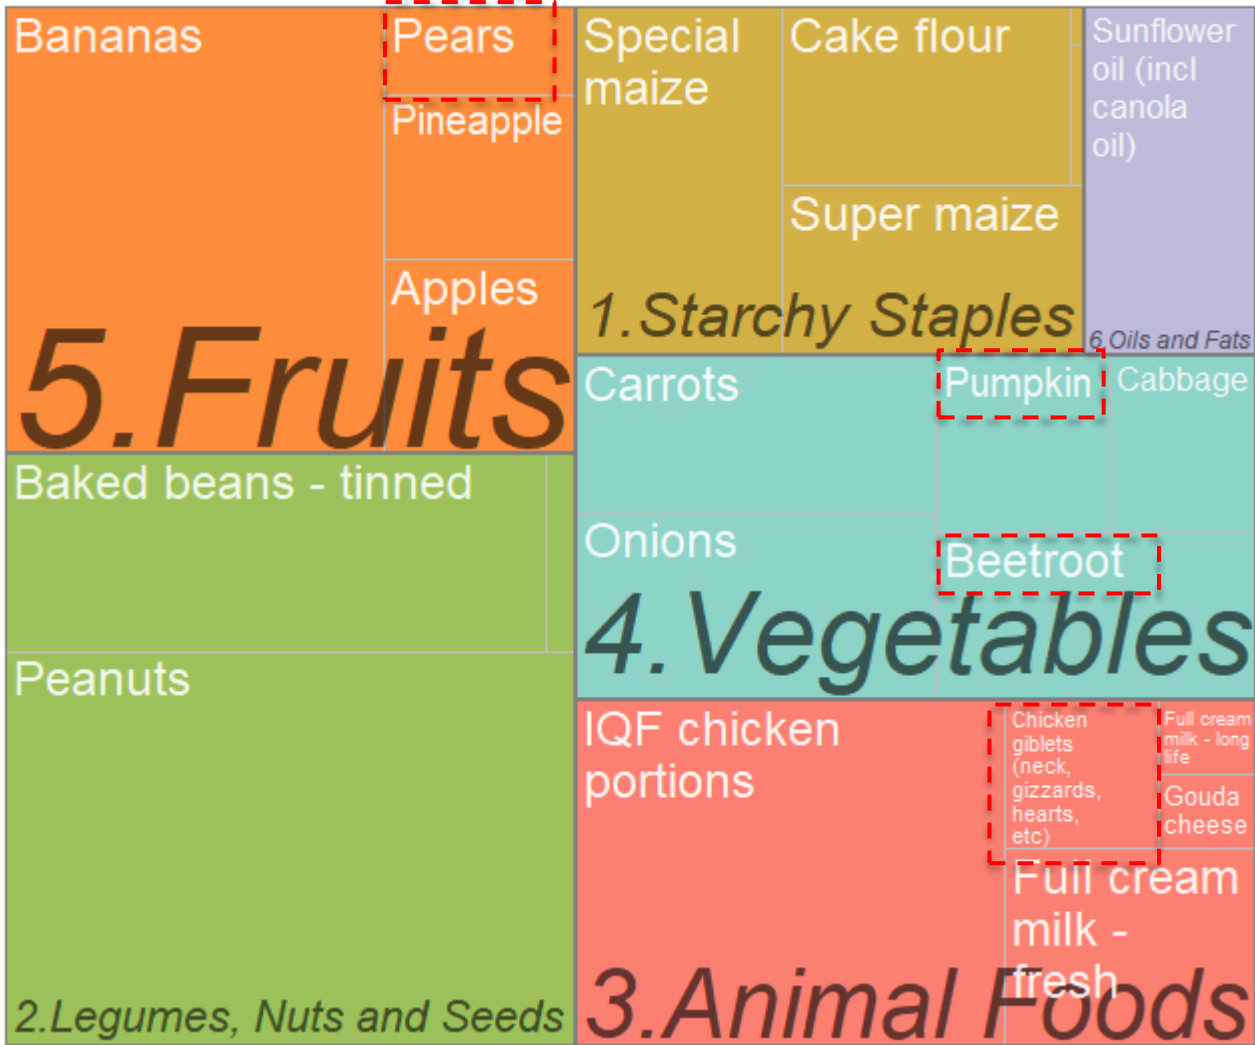 Bananas
Pears
Pineapple
Apples
5.Fruits
Special
maize
Cake flour
Super maize
1.Starchy Staples
Sunflower
oil (incl
canola
oil)
6.Oils and Fats
Baked beans - tinned
Peanuts
2.Legumes, Nuts and Seeds
Carrots
Pumpkin
Cabbage
Onions
Beetroot
4.Vegetables
IQF chicken
portions
Chicken
giblets
(neck,
gizzards,
hearts,
etc)
Full cream
milk - long
life
Gouda
cheese
Full cream
milk -
fresh
3.Animal Foods